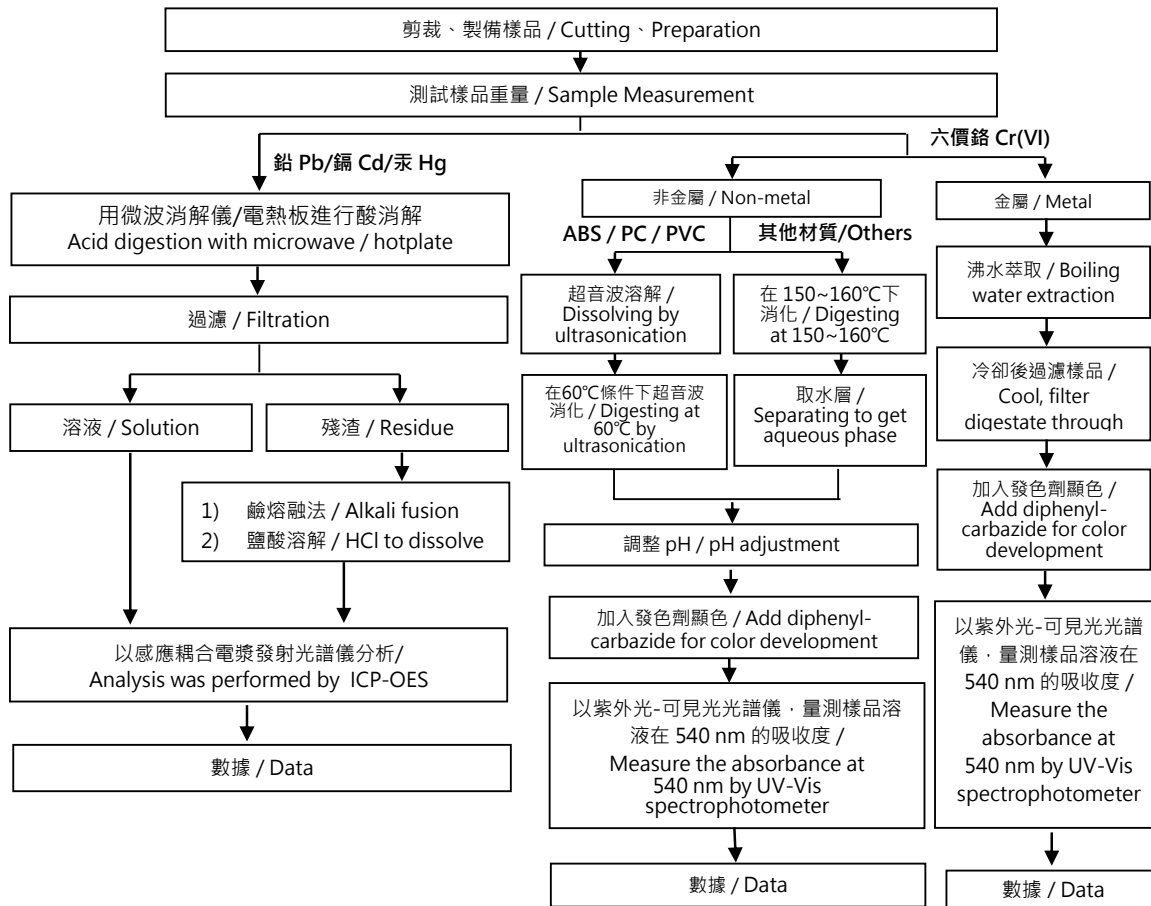 剪裁、製備樣品 / Cutting、Preparation
測試樣品重量 / Sample Measurement
鉛 Pb/鎘 Cd/汞 Hg
用微波消解儀/電熱板進行酸消解
Acid digestion with microwave / hotplate
過濾 / Filtration
溶液 / Solution
殘渣 / Residue
1) 鹼熔融法 / Alkali fusion
2) 鹽酸溶解 / HCl to dissolve
以感應耦合電漿發射光譜儀分析/
Analysis was performed by ICP-OES
數據 / Data
六價鉻 Cr(VI)
非金屬 / Non-metal
ABS / PC / PVC
其他材質/Others
超音波溶解 /
Dissolving by
ultrasonication
在60℃條件下超音波
消化 / Digesting at
60℃ by
ultrasonication
在 150~160℃下
消化 / Digesting
at 150~160℃
取水層 /
Separating to get
aqueous phase
調整 pH / pH adjustment
加入發色劑顯色 / Add diphenyl-
carbazide for color development
以紫外光-可見光光譜儀，量測樣品溶
液在 540 nm 的吸收度 /
Measure the absorbance at
540 nm by UV-Vis
spectrophotometer
數據 / Data
金屬 / Metal
沸水萃取 / Boiling
water extraction
冷卻後過濾樣品 /
Cool, filter
digestate through
加入發色劑顯色 /
Add diphenyl-
carbazide for color
development
以紫外光-可見光光譜
儀，量測樣品溶液在
540 nm 的吸收度 /
Measure the
absorbance at
540 nm by UV-Vis
spectrophotometer
數據 / Data